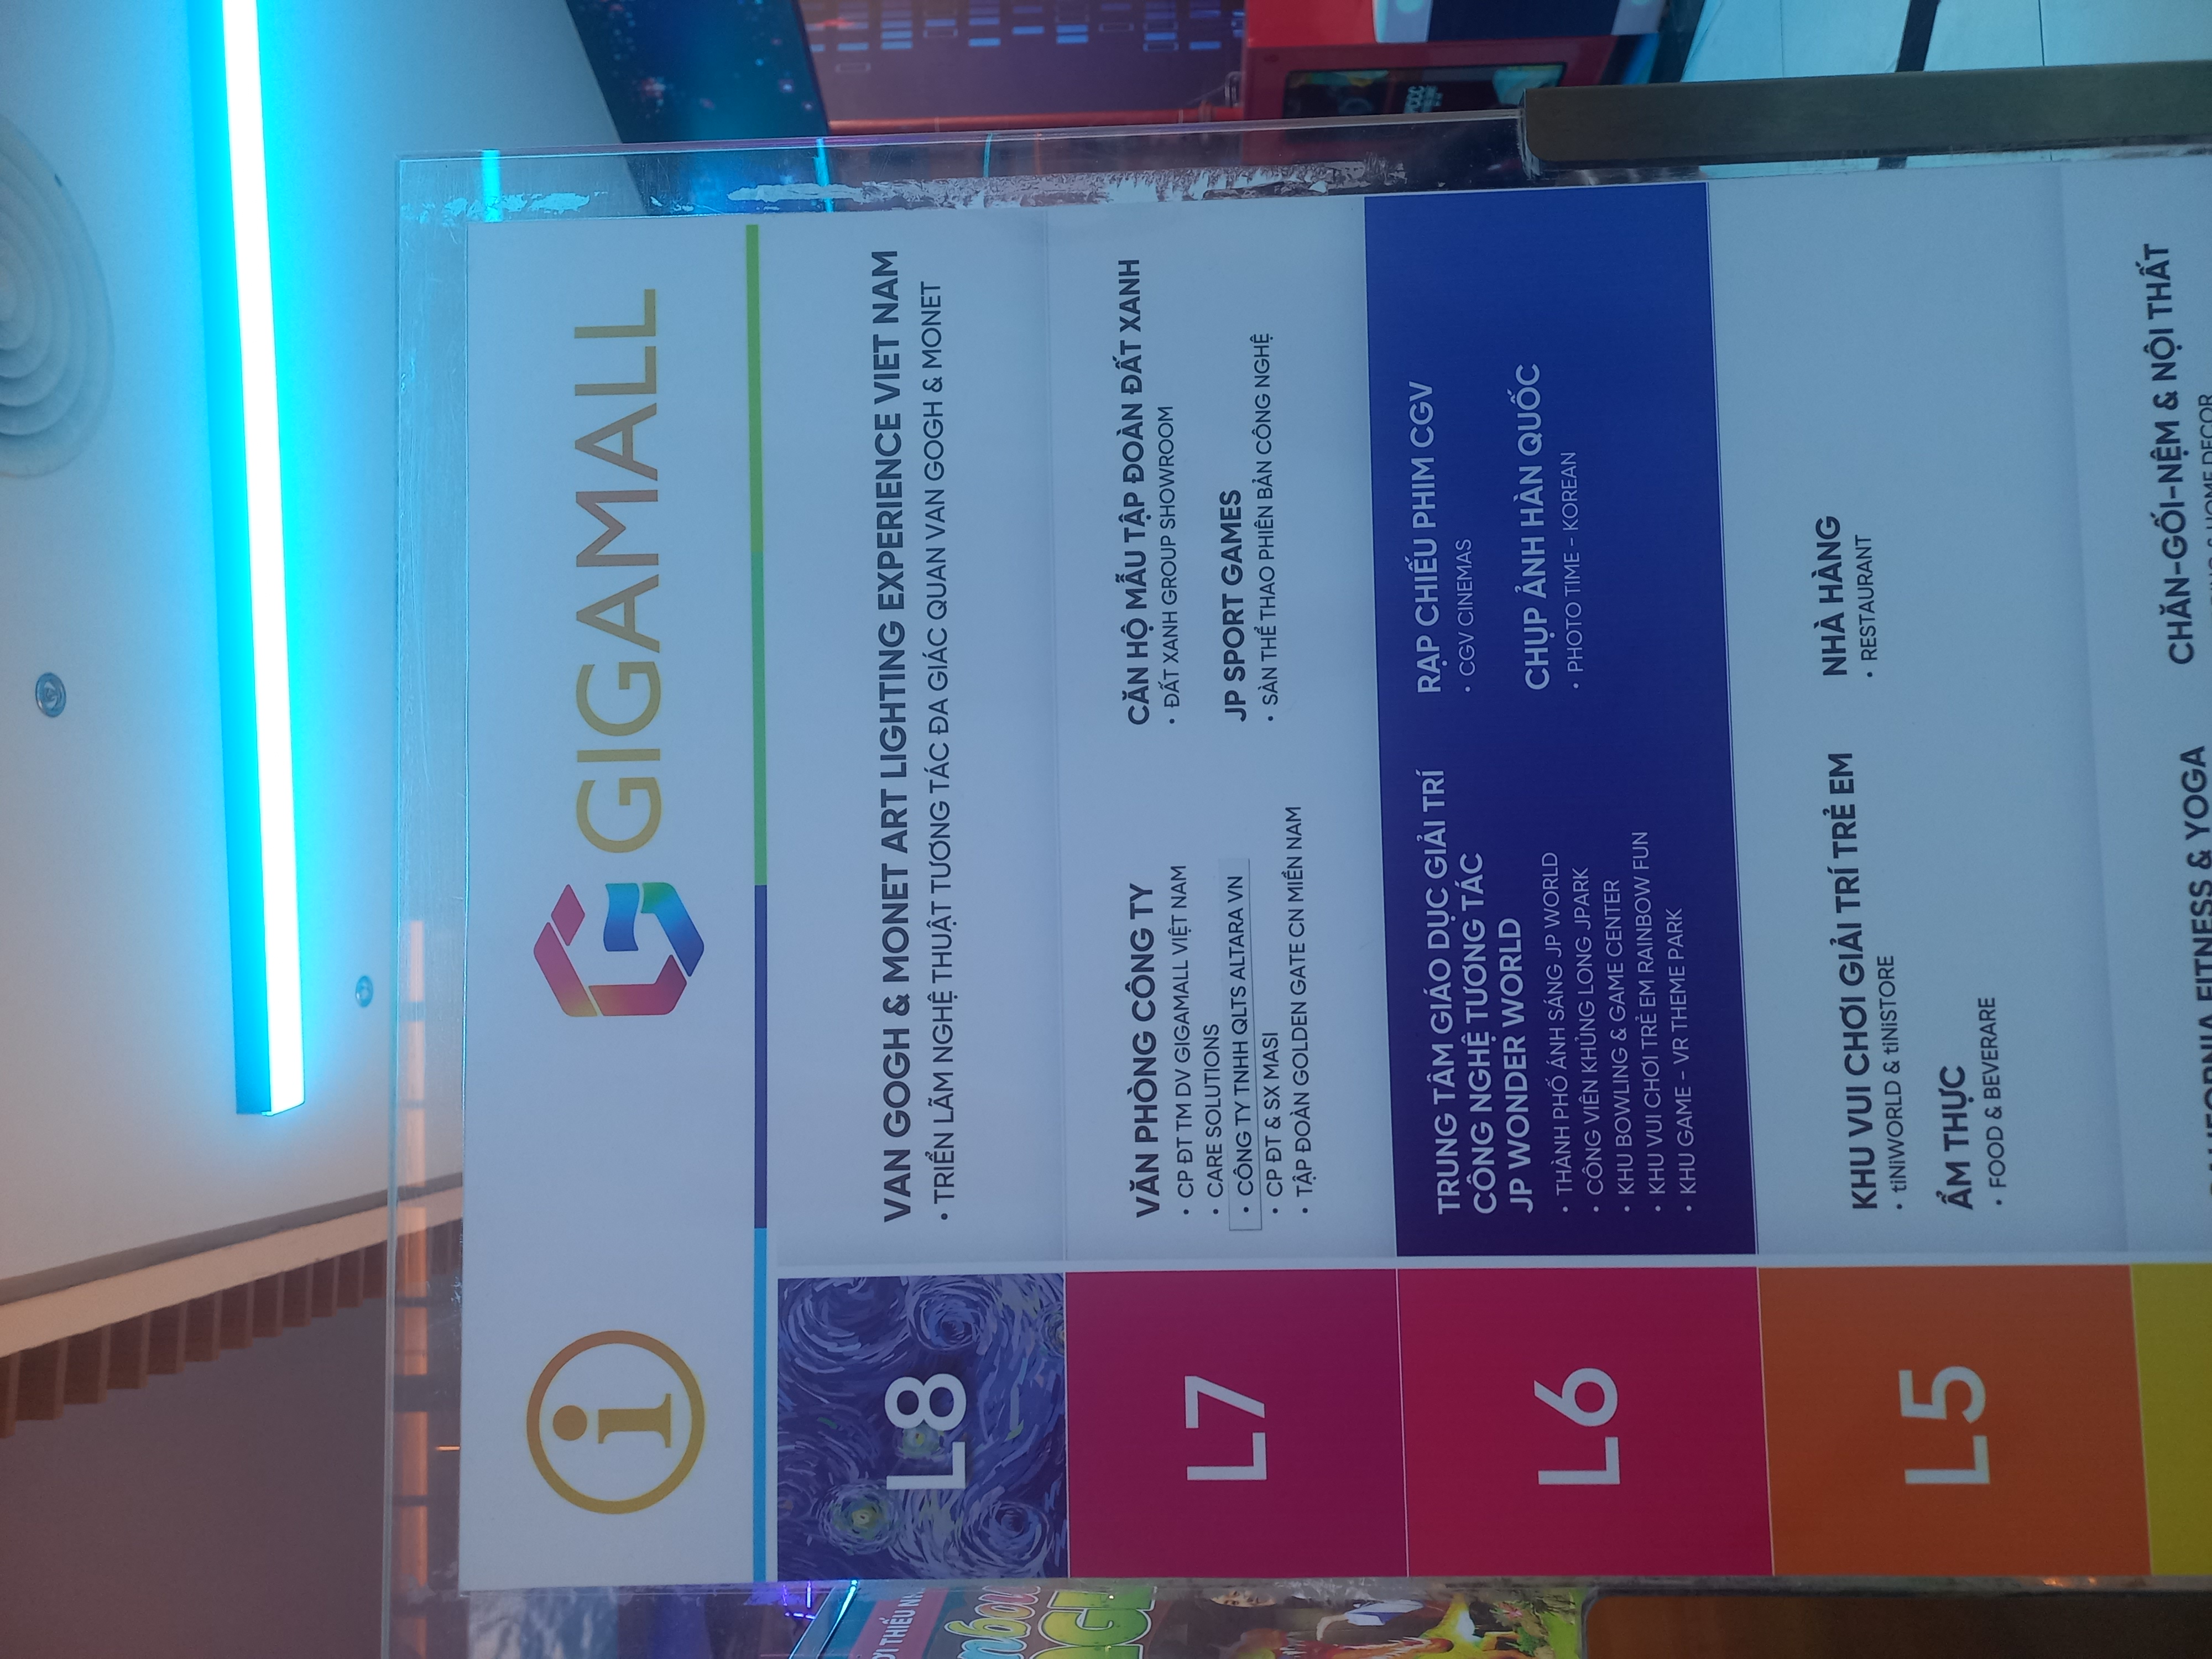 i
GIGAMALL
L8
VAN GOGH & MONET ART LIGHTING EXPERIENCE VIET NAM
• TRIỂN LÃM NGHỆ THUẬT TƯƠNG TÁC ĐA GIÁC QUAN VAN GOGH & MONET
L7
VĂN PHÒNG CÔNG TY
• CP ĐT TM DV GIGAMALL VIỆT NAM
• CARE SOLUTIONS
• CÔNG TY TNHH QLTS ALTARA VN
• CP ĐT & SX MASI
• TẬP ĐOÀN GOLDEN GATE CN MIỀN NAM
CĂN HỘ MẪU TẬP ĐOÀN ĐẤT XANH
• ĐẤT XANH GROUP SHOWROOM
JP SPORT GAMES
• SÀN THỂ THAO PHIÊN BẢN CÔNG NGHỆ
L6
TRUNG TÂM GIÁO DỤC GIẢI TRÍ
CÔNG NGHỆ TƯƠNG TÁC
JP WONDER WORLD
• THÀNH PHỐ ÁNH SÁNG JP WORLD
• CÔNG VIÊN KHỦNG LONG JPARK
• KHU BOWLING & GAME CENTER
• KHU VUI CHƠI TRẺ EM RAINBOW FUN
• KHU GAME - VR THEME PARK
RẠP CHIẾU PHIM CGV
• CGV CINEMAS
CHỤP ẢNH HÀN QUỐC
• PHOTO TIME - KOREAN
L5
KHU VUI CHƠI GIẢI TRÍ TRẺ EM
• tiNiWORLD & tiNiSTORE
ẨM THỰC
• FOOD & BEVERARE
NHÀ HÀNG
• RESTAURANT
CALIFORNIA FITNESS & YOGA
CHĂN-GỐI-NỆM & NỘI THẤT
& HOME DECOR
THIẾU